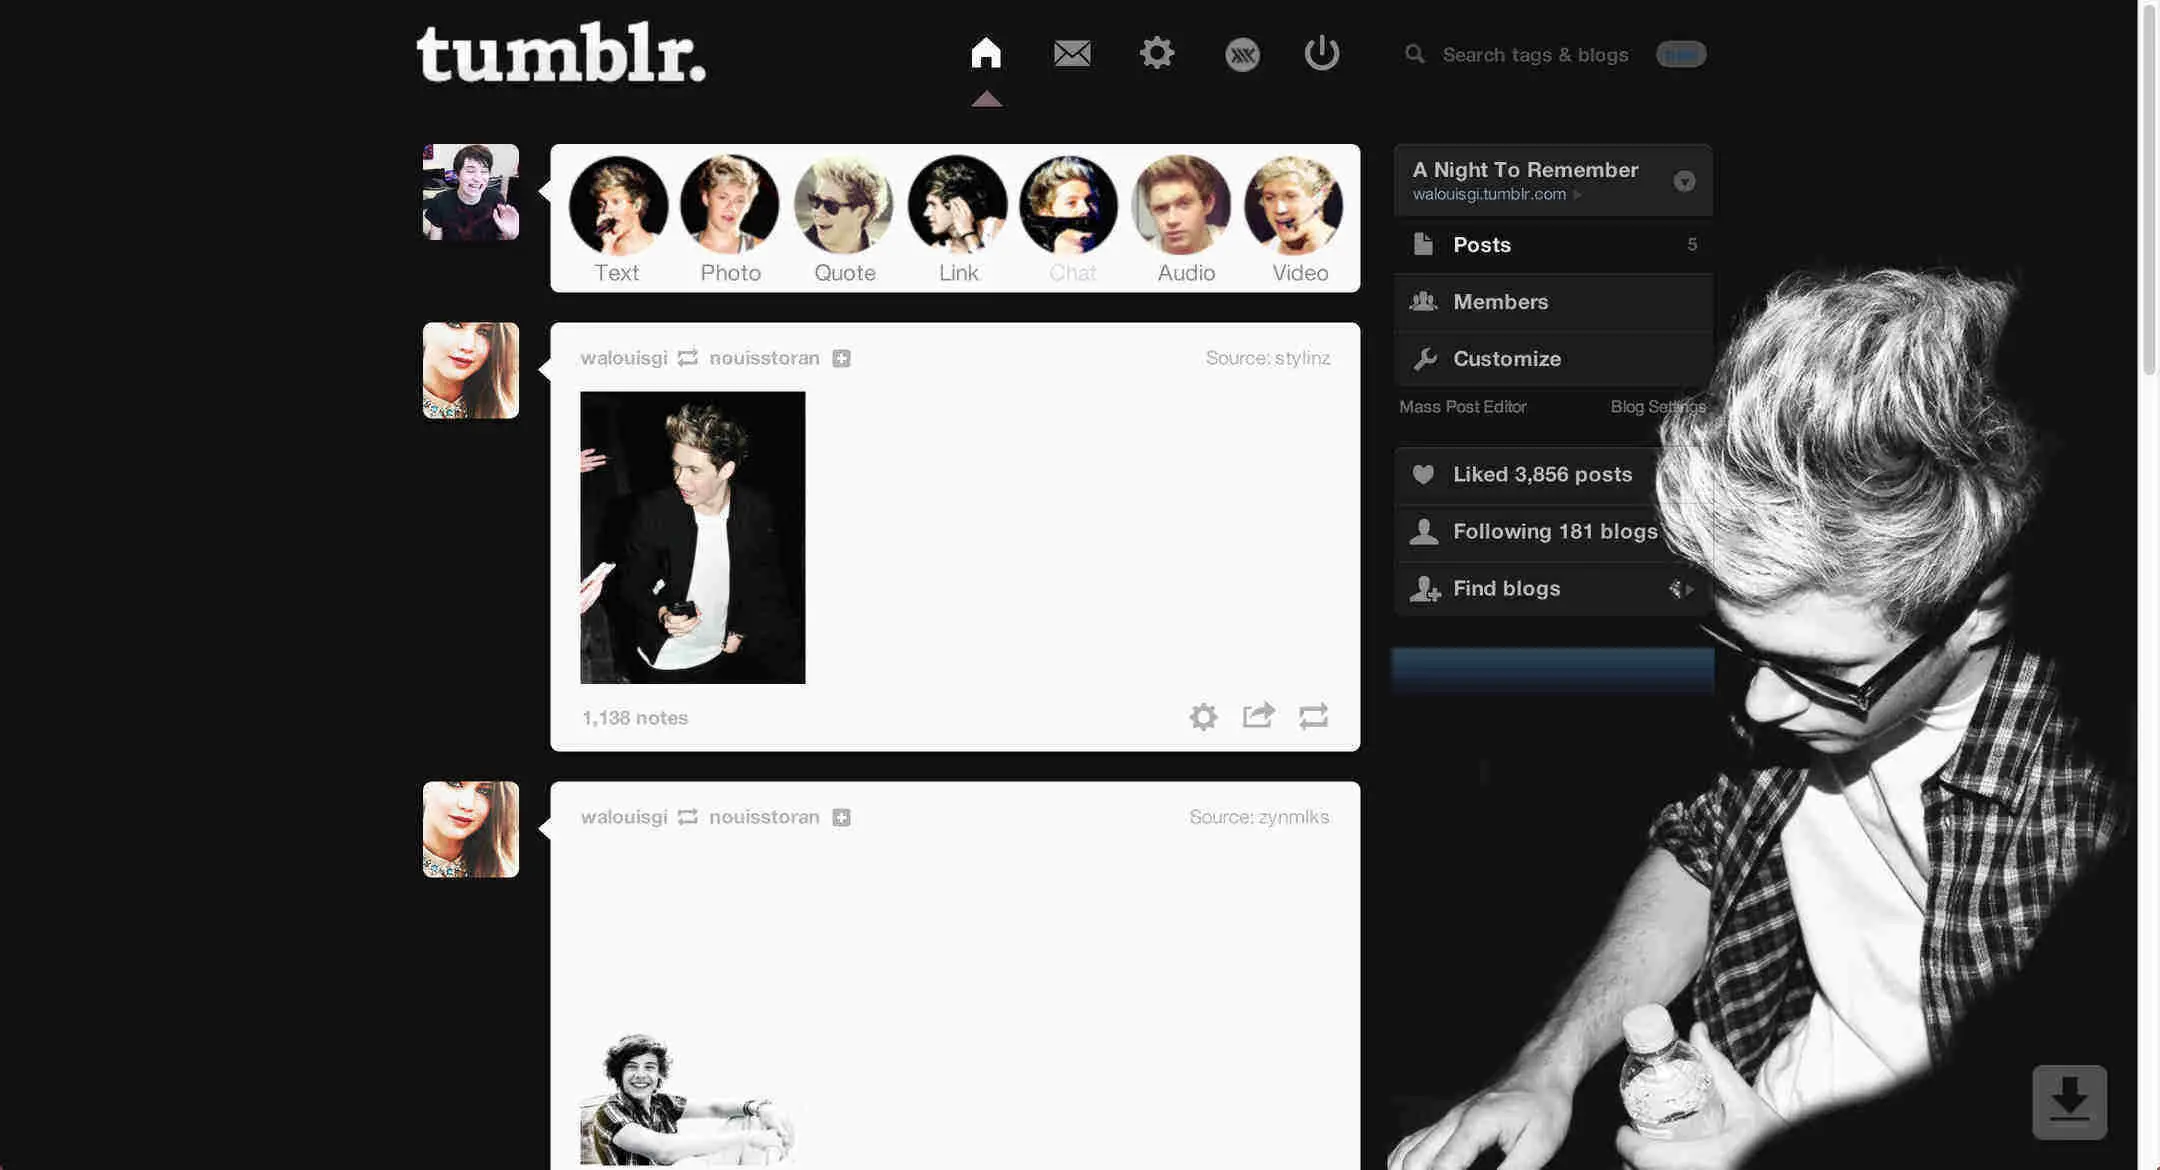 tumblr.
Search tags & blogs
Text Photo Quote Link Chat Audio Video
A Night To Remember
walouisgi.tumblr.com
Posts 5
Members
Customize
Mass Post Editor Blog Settings
walouisgi nouisstoran Source: stylinz
Liked 3,856 posts
Following 181 blogs
Find blogs
1,138 notes
walouisgi nouisstoran Source: zynmlks